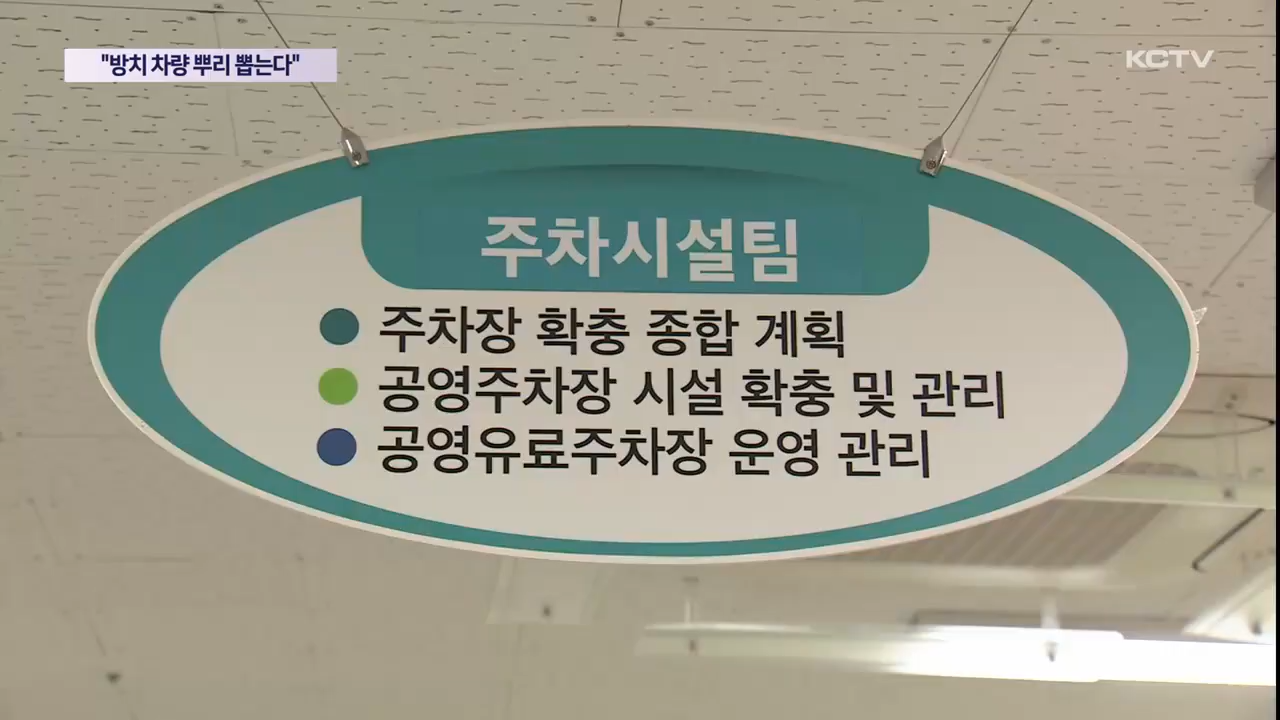 "방치 차량 뿌리 뽑는다"
KCTV
주차시설팀
주차장 확충 종합 계획
공영주차장 시설 확충 및 관리
공영유료주차장 운영 관리